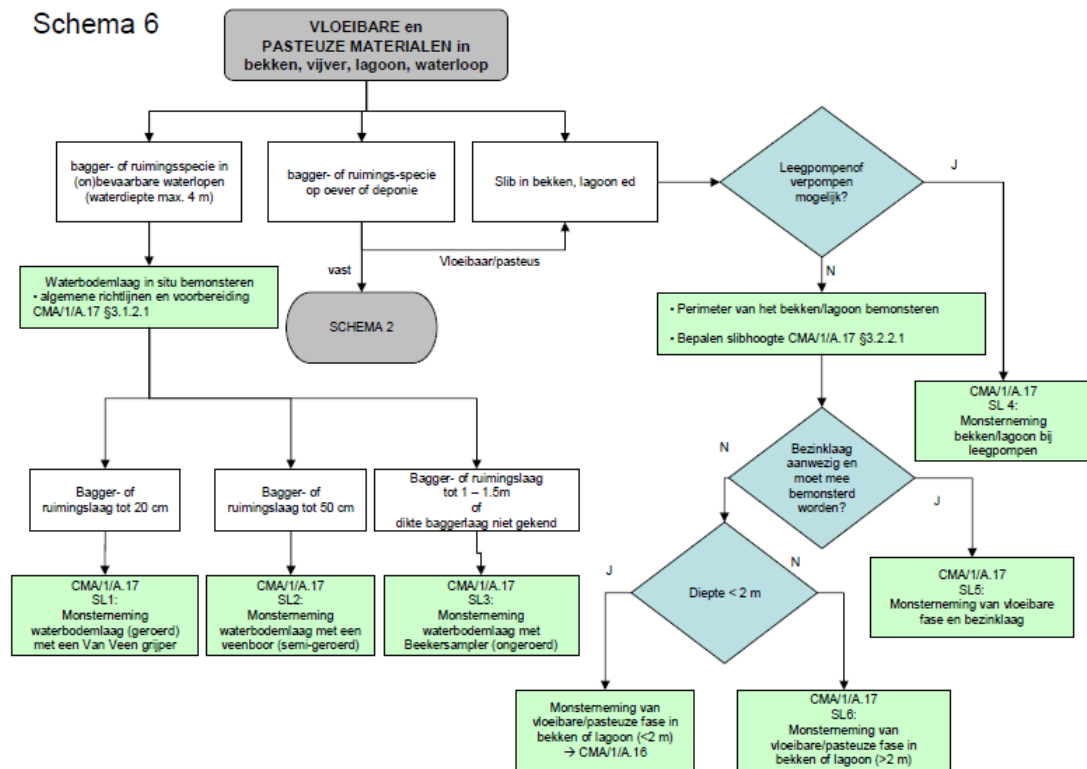 Schema 6
VLOEIBARE en
PASTEUZE MATERIALEN in
bekken, vijver, lagoon, waterloop
bagger- of ruimingsspecie in
(on)bevaarbare waterlopen
(waterdiepte max. 4 m)
bagger- of ruimings-specie
op oever of deponie
Slib in bekken, lagoon ed
Leegpompenof
verpompen
mogelijk?
J
N
vast
Vloeibaar/pasteus
Waterbodemlaag in situ bemonsteren
• algemene richtlijnen en voorbereiding
CMA/1/A.17 §3.1.2.1
SCHEMA 2
• Perimeter van het bekken/lagoon bemonsteren
• Bepalen slibhoogte CMA/1/A.17 §3.2.2.1
CMA/1/A.17
SL 4:
Monsterneming
bekken/lagoon bij
leegpompen
Bezinklaag
aanwezig en
moet mee
bemonsterd
worden?
N
J
Bagger- of
ruimingslaag tot 20 cm
Bagger- of
ruimingslaag tot 50 cm
Bagger- of ruimingslaag
tot 1 – 1.5m
of
dikte baggerlaag niet gekend
CMA/1/A.17
SL1:
Monsterneming
waterbodemlaag (geroerd)
met een Van Veen grijper
CMA/1/A.17
SL2:
Monsterneming
waterbodemlaag met een
veenboor (semi-geroerd)
CMA/1/A.17
SL3:
Monsterneming
waterbodemlaag met
Beekersampler (ongeroerd)
J
Diepte < 2 m
N
CMA/1/A.17
SL5:
Monsterneming van vloeibare
fase en bezinklaag
Monsterneming van
vloeibare/pasteuze fase in
bekken of lagoon (<2 m)
→ CMA/1/A.16
CMA/1/A.17
SL6:
Monsterneming van
vloeibare/pasteuze fase in
bekken of lagoon (>2 m)